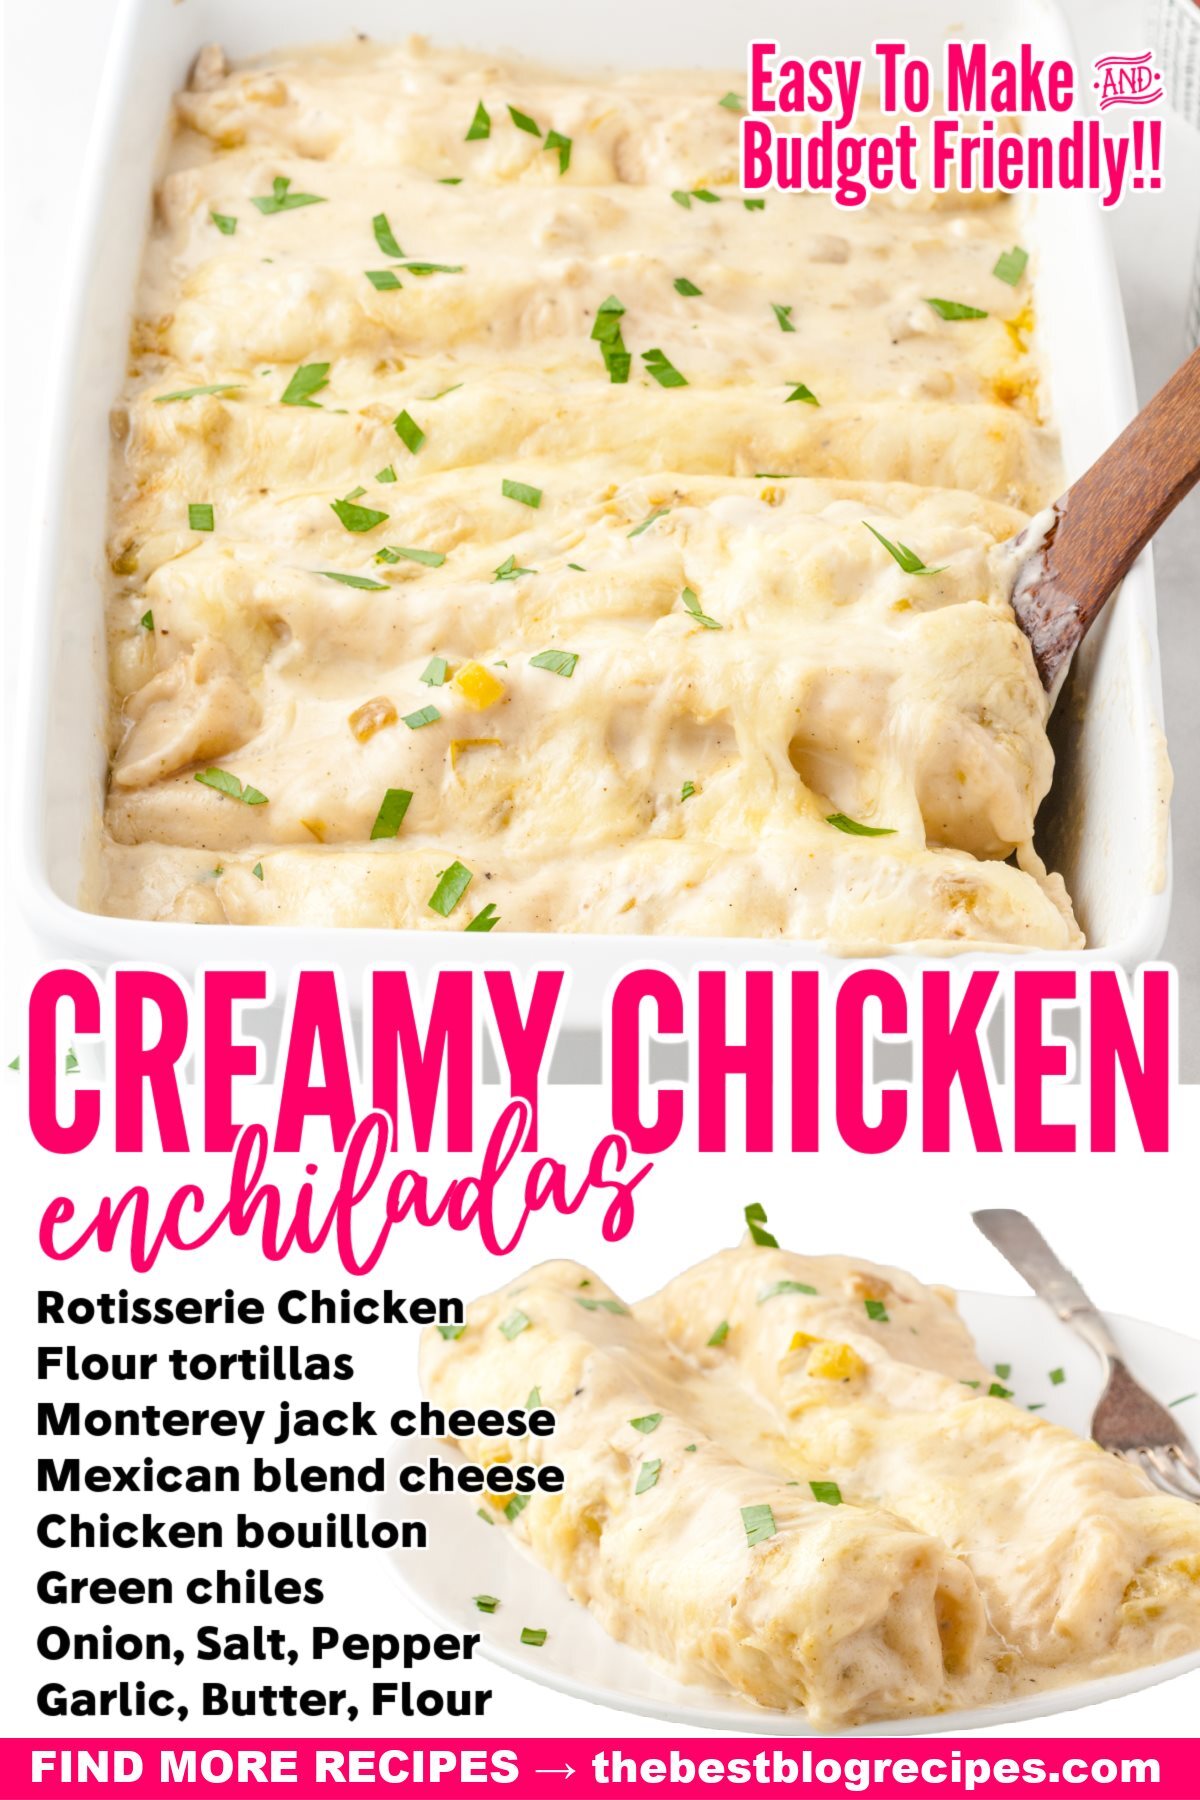 Easy To Make AND
Budget Friendly!!
CREAMY CHICKEN
enchiladas
Rotisserie Chicken
Flour tortillas
Monterey jack cheese
Mexican blend cheese
Chicken bouillon
Green chiles
Onion, Salt, Pepper
Garlic, Butter, Flour
FIND MORE RECIPES → thebestblogrecipes.com